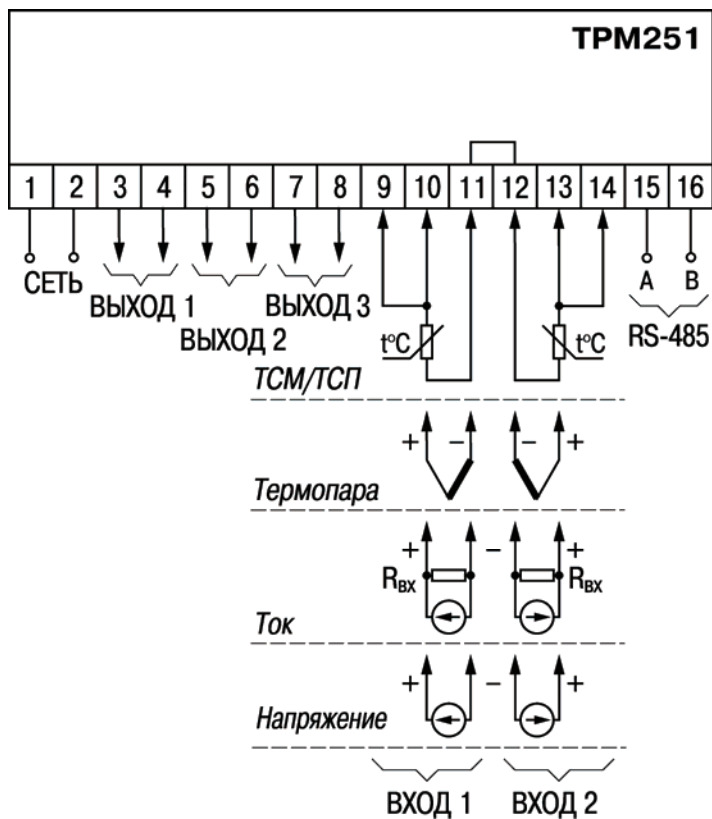 ТРМ251
1 2 3 4 5 6 7 8 9 10 11 12 13 14 15 16
СЕТЬ
ВЫХОД 1
ВЫХОД 2
ВЫХОД 3
A B
RS-485
t°C t°C
ТСМ/ТСП
+ − − +
Термопара
+ − +
Rвх Rвх
Ток
+ − +
Напряжение
ВХОД 1 ВХОД 2